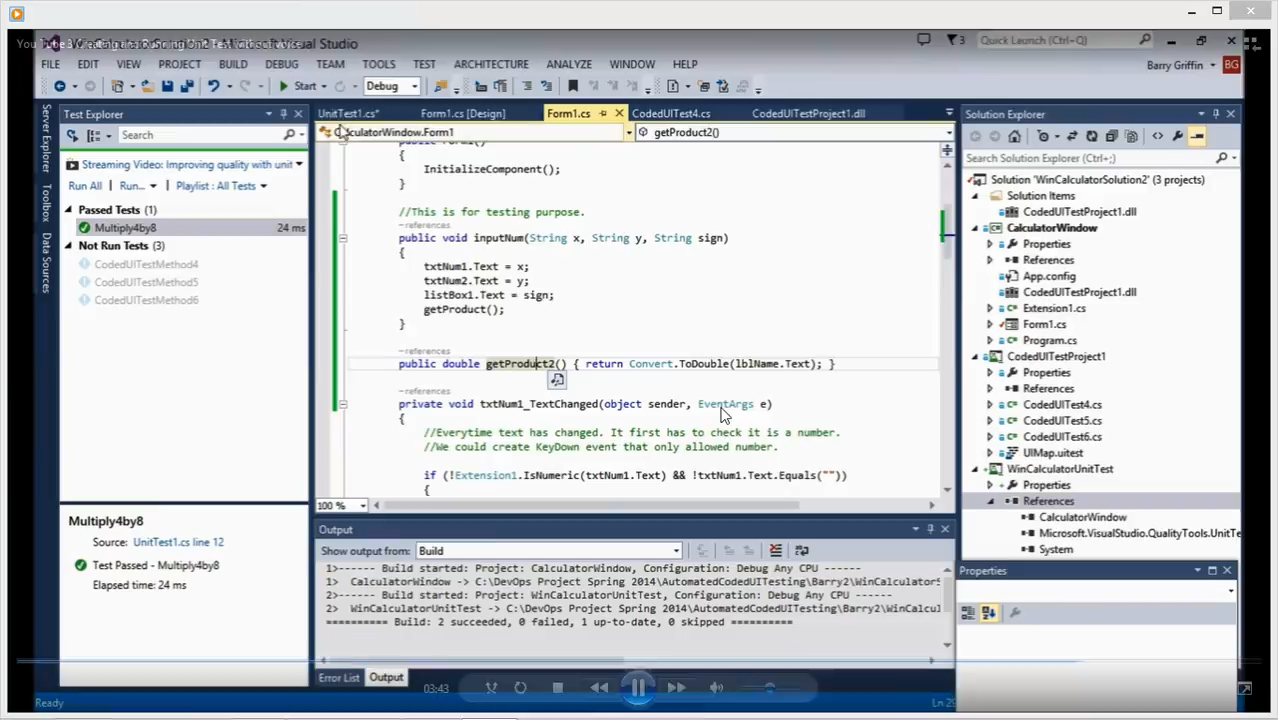 Microsoft Visual Studio
Quick Launch (Ctrl+Q)
3
FILE EDIT VIEW PROJECT BUILD DEBUG TEAM TOOLS TEST ARCHITECTURE ANALYZE WINDOW HELP
Barry Griffin BG
Start Debug
Server Explorer
Toolbox
Data Sources
Test Explorer
Search
Streaming Video: Improving quality with unit
Run All Run... Playlist : All Tests
Passed Tests (1)
Multiply4by8 24 ms
Not Run Tests (3)
CodedUITestMethod4
CodedUITestMethod5
CodedUITestMethod6
Multiply4by8
Source: UnitTest1.cs line 12
Test Passed - Multiply4by8
Elapsed time: 24 ms
UnitTest1.cs* Form1.cs [Design] Form1.cs CodedUITest4.cs CodedUITestProject1.dll
CalculatorWindow.Form1 getProduct2()
public Form1()
{
InitializeComponent();
}
//This is for testing purpose.
-references
public void inputNum(String x, String y, String sign)
{
txtNum1.Text = x;
txtNum2.Text = y;
listBox1.Text = sign;
getProduct();
}
-references
public double getProduct2() { return Convert.ToDouble(lblName.Text); }
-references
private void txtNum1_TextChanged(object sender, EventArgs e)
{
//Everytime text has changed. It first has to check it is a number.
//We could create KeyDown event that only allowed number.
if (!Extension1.IsNumeric(txtNum1.Text) && !txtNum1.Text.Equals(""))
{
100 %
Output
Show output from: Build
1>------ Build started: Project: CalculatorWindow, Configuration: Debug Any CPU ------
1> CalculatorWindow -> C:\DevOps Project Spring 2014\AutomatedCodedUITesting\Barry2\WinCalculatorS
2>------ Build started: Project: WinCalculatorUnitTest, Configuration: Debug Any CPU ------
2> WinCalculatorUnitTest -> C:\DevOps Project Spring 2014\AutomatedCodedUITesting\Barry2\WinCalcul
========== Build: 2 succeeded, 0 failed, 1 up-to-date, 0 skipped ==========
Error List Output
Solution Explorer
Search Solution Explorer
Solution 'WinCalculatorSolution2' (3 projects)
Solution Items
CodedUITestProject1.dll
CalculatorWindow
Properties
References
App.config
CodedUITestProject1.dll
Extension1.cs
Form1.cs
Program.cs
CodedUITestProject1
Properties
References
CodedUITest4.cs
CodedUITest5.cs
CodedUITest6.cs
UIMap.uitest
WinCalculatorUnitTest
Properties
References
CalculatorWindow
Microsoft.VisualStudio.QualityTools.UnitTe
System
Properties
03:43
Ready